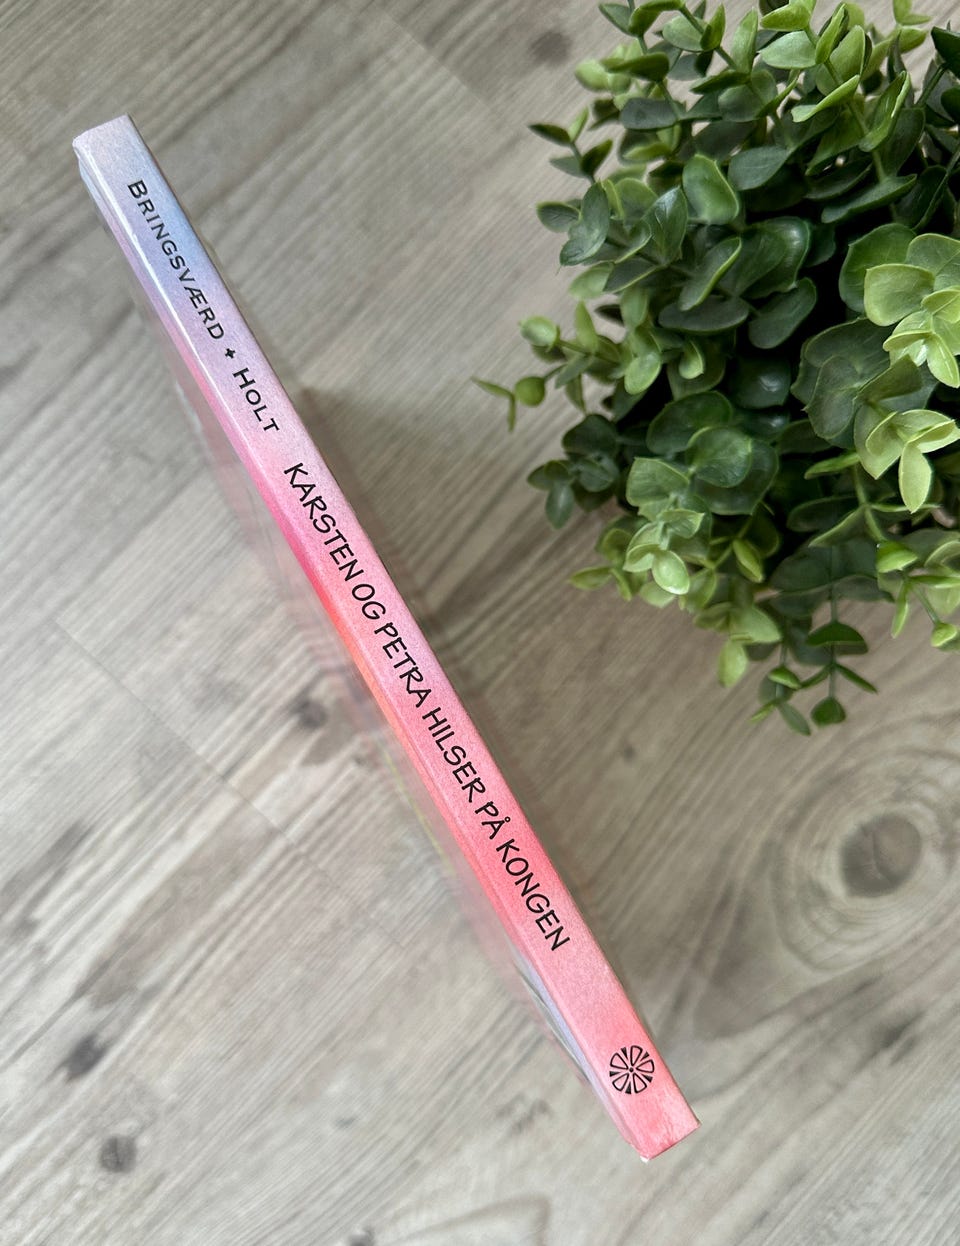 BRINGSVÆRD + HOLT KARSTEN OG PETRA HILSER PÅ KONGEN